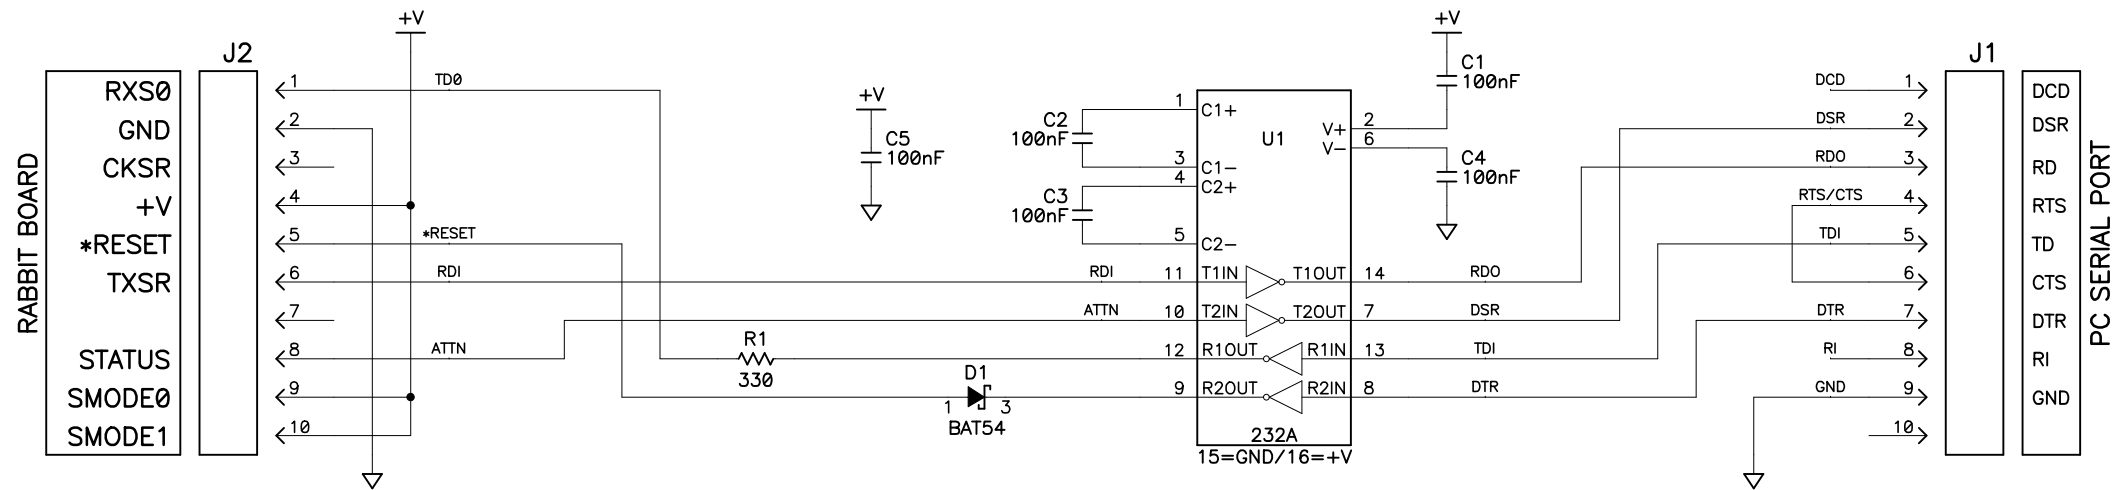 RABBIT BOARD
RXS0
GND
CKSR
+V
*RESET
TXSR
STATUS
SMODE0
SMODE1
J2
1
2
3
4
5
6
7
8
9
10
+V
TD0
*RESET
RDI
ATTN
R1
330
+V
C5
100nF
D1
1
3
BAT54
C2
100nF
C3
100nF
RDI
ATTN
1
3
4
5
11
10
12
9
C1+
C1-
C2+
C2-
T1IN
T2IN
R1OUT
R2OUT
U1
V+
V-
T1OUT
T2OUT
R1IN
R2IN
232A
15=GND/16=+V
2
6
14
7
13
8
+V
C1
100nF
C4
100nF
RDO
DSR
TDI
DTR
DCD
DSR
RDO
RTS/CTS
TDI
DTR
RI
GND
1
2
3
4
5
6
7
8
9
10
J1
DCD
DSR
RD
RTS
TD
CTS
DTR
RI
GND
PC SERIAL PORT